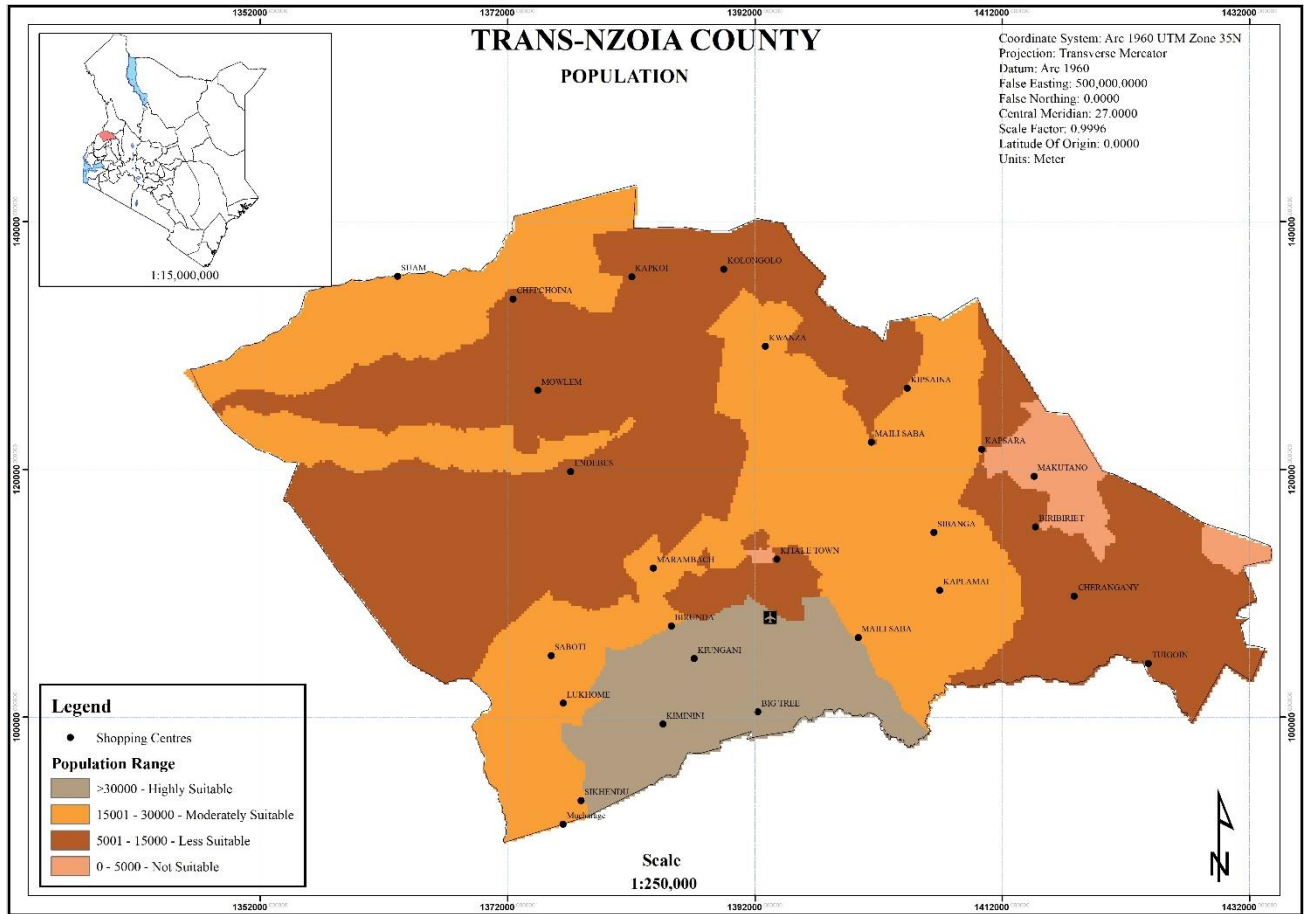 1352000 1372000 1392000 1412000 1432000
TRANS-NZOIA COUNTY
POPULATION
Coordinate System: Arc 1960 UTM Zone 35N
Projection: Transverse Mercator
Datum: Arc 1960
False Easting: 500,000.0000
False Northing: 0.0000
Central Meridian: 27.0000
Scale Factor: 0.9996
Latitude Of Origin: 0.0000
Units: Meter
1:15,000,000
140000 140000
SUAM
KAPKOI
KOLONGOLO
CHEPCHOINA
KWANZA
MOWLEM
KIPSAINA
MAILI SABA
KAPSARA
120000 120000
ENDEBES
MAKUTANO
BIRIBIRIET
SIBANGA
KITALE TOWN
MARAMBACH
KAPLAMAI
CHERANGANY
BIRUNDA
MAILI SABA
SABOTI
KIUNGANI
TUIGOIN
LUKHOME
BIG TREE
KIMININI
100000 100000
SIKHENDU
Mucharage
Legend
Shopping Centres
Population Range
>30000 - Highly Suitable
15001 - 30000 - Moderately Suitable
5001 - 15000 - Less Suitable
0 - 5000 - Not Suitable
Scale
1:250,000
N
1352000 1372000 1392000 1412000 1432000